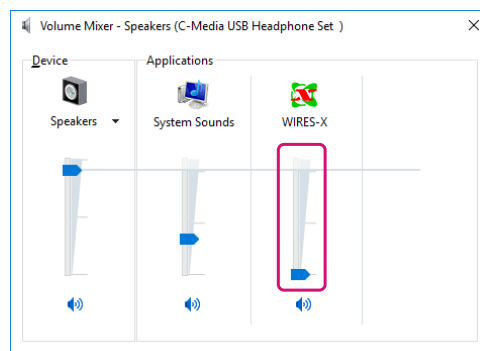 Volume Mixer - Speakers (C-Media USB Headphone Set )
Device
Applications
Speakers
System Sounds
WIRES-X